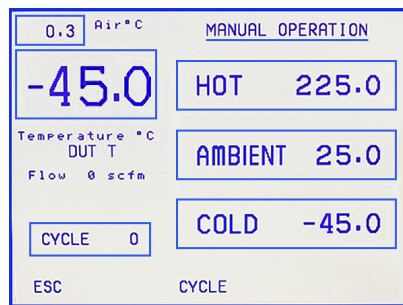 0.3 Air°C
MANUAL OPERATION
-45.0
HOT 225.0
Temperature °C
DUT T
Flow 0 scfm
AMBIENT 25.0
COLD -45.0
CYCLE 0
ESC
CYCLE